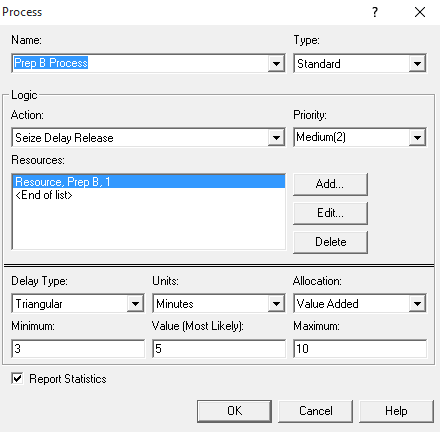 Process
?
Name:
Type:
Prep B Process
Standard
Logic
Action:
Priority:
Seize Delay Release
Medium(2)
Resources:
Resource, Prep B, 1
<End of list>
Add...
Edit...
Delete
Delay Type:
Units:
Allocation:
Triangular
Minutes
Value Added
Minimum:
Value (Most Likely):
Maximum:
3
5
10
Report Statistics
OK
Cancel
Help